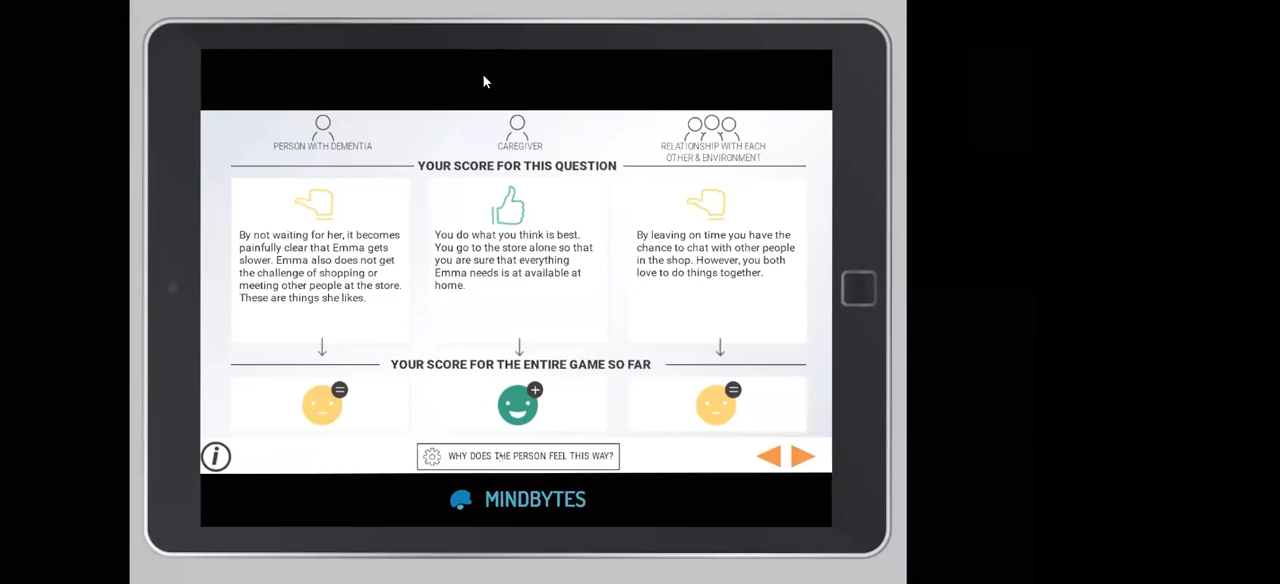 PERSON WITH DEMENTIA
CAREGIVER
RELATIONSHIP WITH EACH
OTHER & ENVIRONMENT
YOUR SCORE FOR THIS QUESTION
By not waiting for her, it becomes
painfully clear that Emma gets
slower. Emma also does not get
the challenge of shopping or
meeting other people at the store.
These are things she likes.
You do what you think is best.
You go to the store alone so that
you are sure that everything
Emma needs is at available at
home.
By leaving on time you have the
chance to chat with other people
in the shop. However, you both
love to do things together.
YOUR SCORE FOR THE ENTIRE GAME SO FAR
i
WHY DOES THE PERSON FEEL THIS WAY?
MINDBYTES